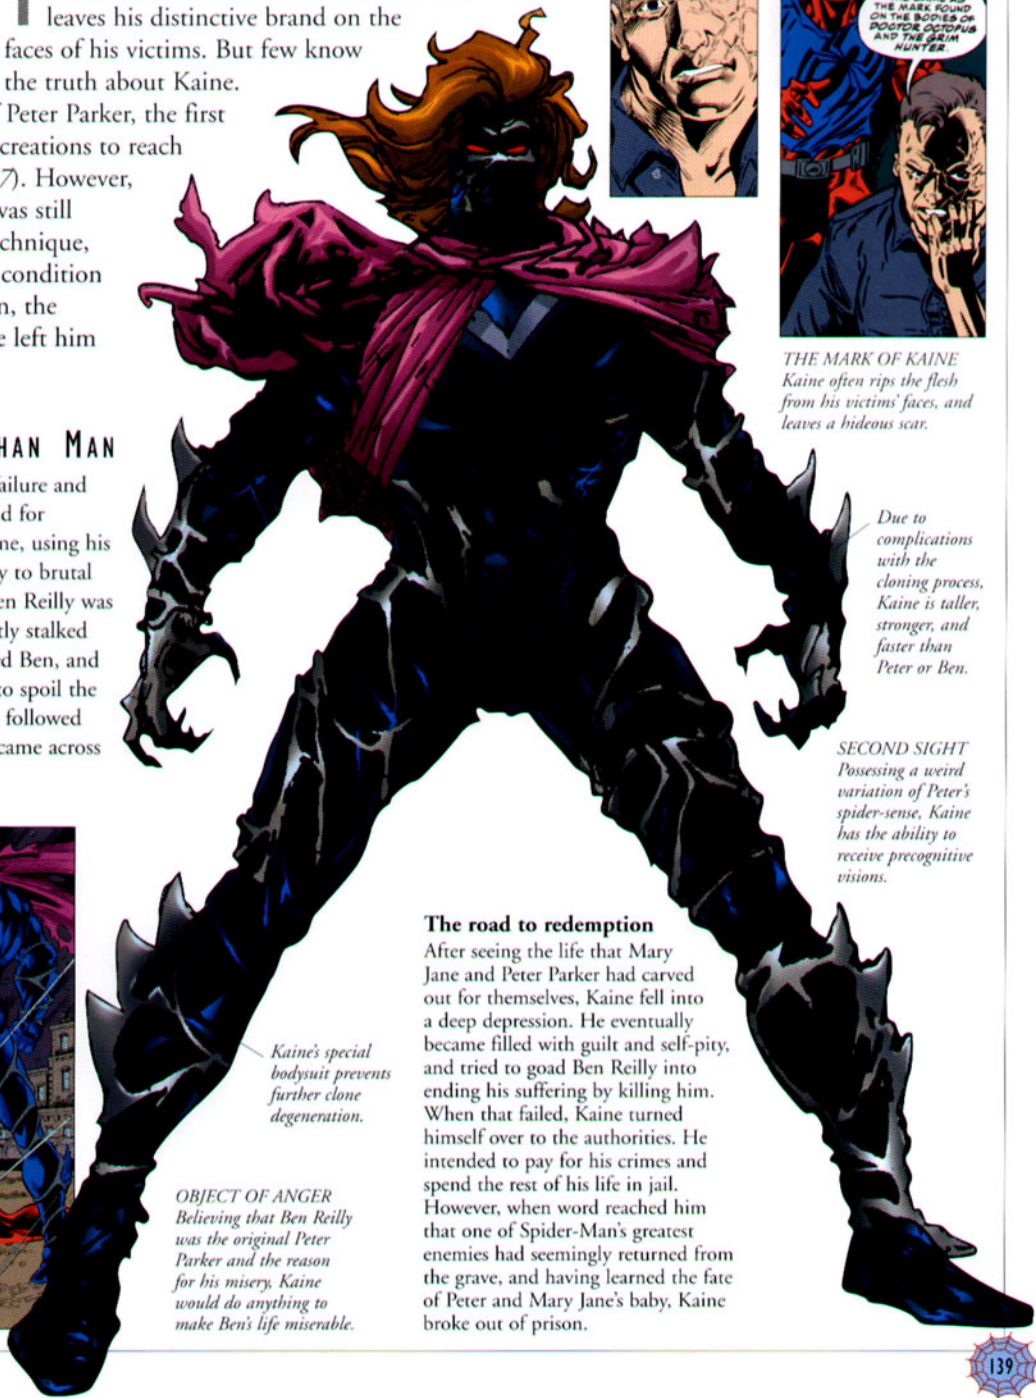 leaves his distinctive brand on the
faces of his victims. But few know
the truth about Kaine.
Peter Parker, the first
creations to reach
7). However,
was still
chnique,
condition
n, the
e left him
HAN MAN
ailure and
d for
me, using his
y to brutal
en Reilly was
tly stalked
d Ben, and
to spoil the
followed
came across
THE MARK FOUND
ON THE BODIES OF
DOCTOR OCTOPUS
AND THE GRIM
HUNTER.
THE MARK OF KAINE
Kaine often rips the flesh
from his victims' faces, and
leaves a hideous scar.
Due to
complications
with the
cloning process,
Kaine is taller,
stronger, and
faster than
Peter or Ben.
SECOND SIGHT
Possessing a weird
variation of Peter's
spider-sense, Kaine
has the ability to
receive precognitive
visions.
Kaine's special
bodysuit prevents
further clone
degeneration.
OBJECT OF ANGER
Believing that Ben Reilly
was the original Peter
Parker and the reason
for his misery, Kaine
would do anything to
make Ben's life miserable.
The road to redemption
After seeing the life that Mary
Jane and Peter Parker had carved
out for themselves, Kaine fell into
a deep depression. He eventually
became filled with guilt and self-pity,
and tried to goad Ben Reilly into
ending his suffering by killing him.
When that failed, Kaine turned
himself over to the authorities. He
intended to pay for his crimes and
spend the rest of his life in jail.
However, when word reached him
that one of Spider-Man's greatest
enemies had seemingly returned from
the grave, and having learned the fate
of Peter and Mary Jane's baby, Kaine
broke out of prison.
139